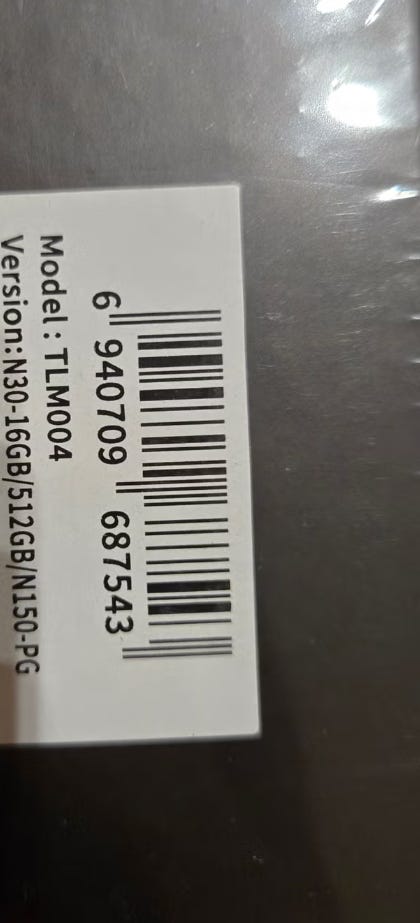 6 940709 687543
Model: TLM004
Version:N30-16GB/512GB/N150-PG